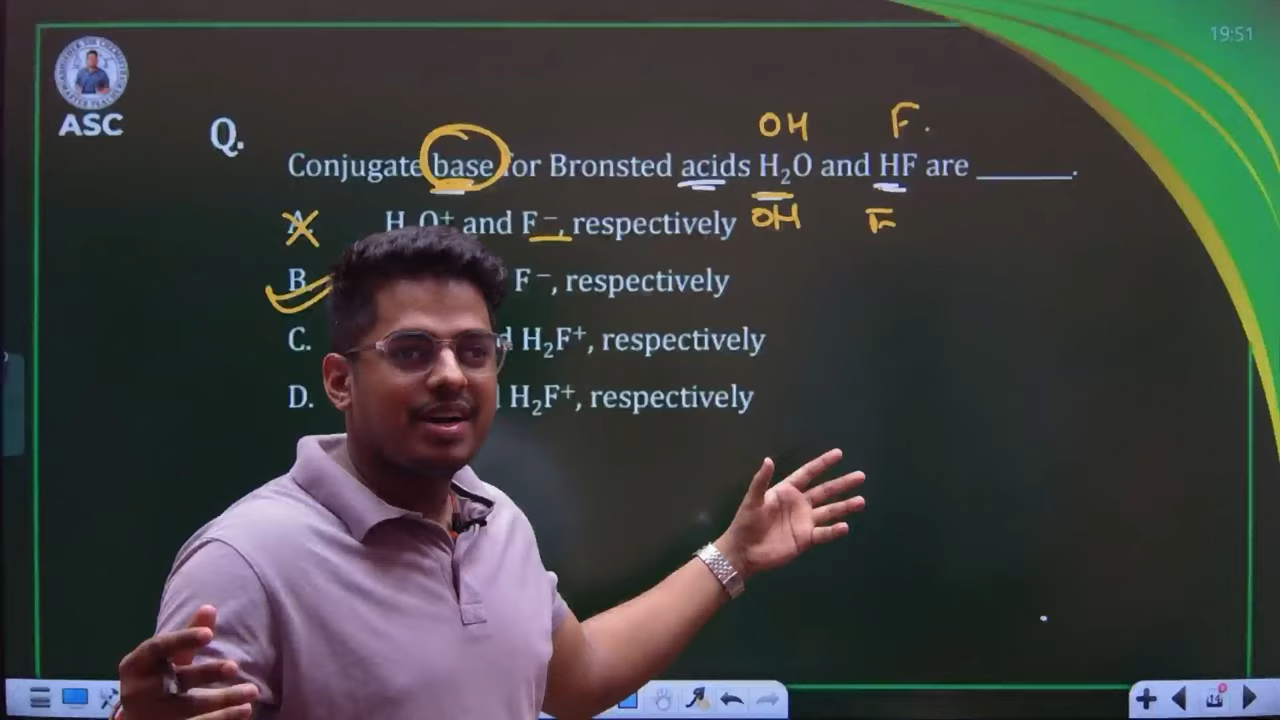 19:51
ASC
OH F.
Q.
Conjugate base for Bronsted acids H₂O and HF are ______.
A. H₃O⁺ and F⁻, respectively OH F
B. F⁻, respectively
C. H₂F⁺, respectively
D. H₂F⁺, respectively
14